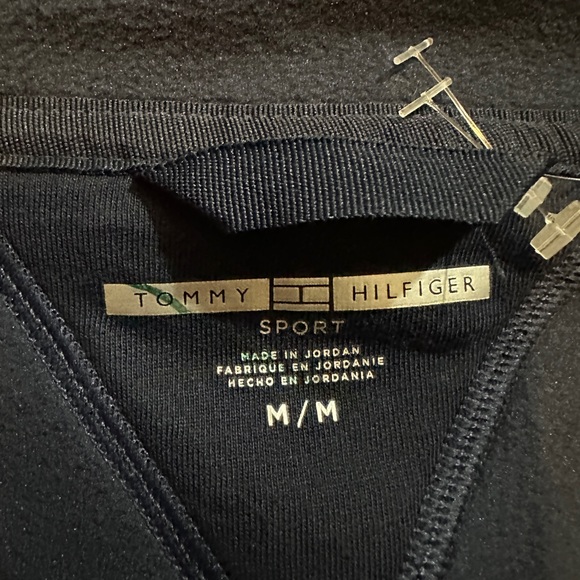 TOMMY HILFIGER
SPORT
MADE IN JORDAN
FABRIQUE EN JORDANIE
HECHO EN JORDANIA
M/M